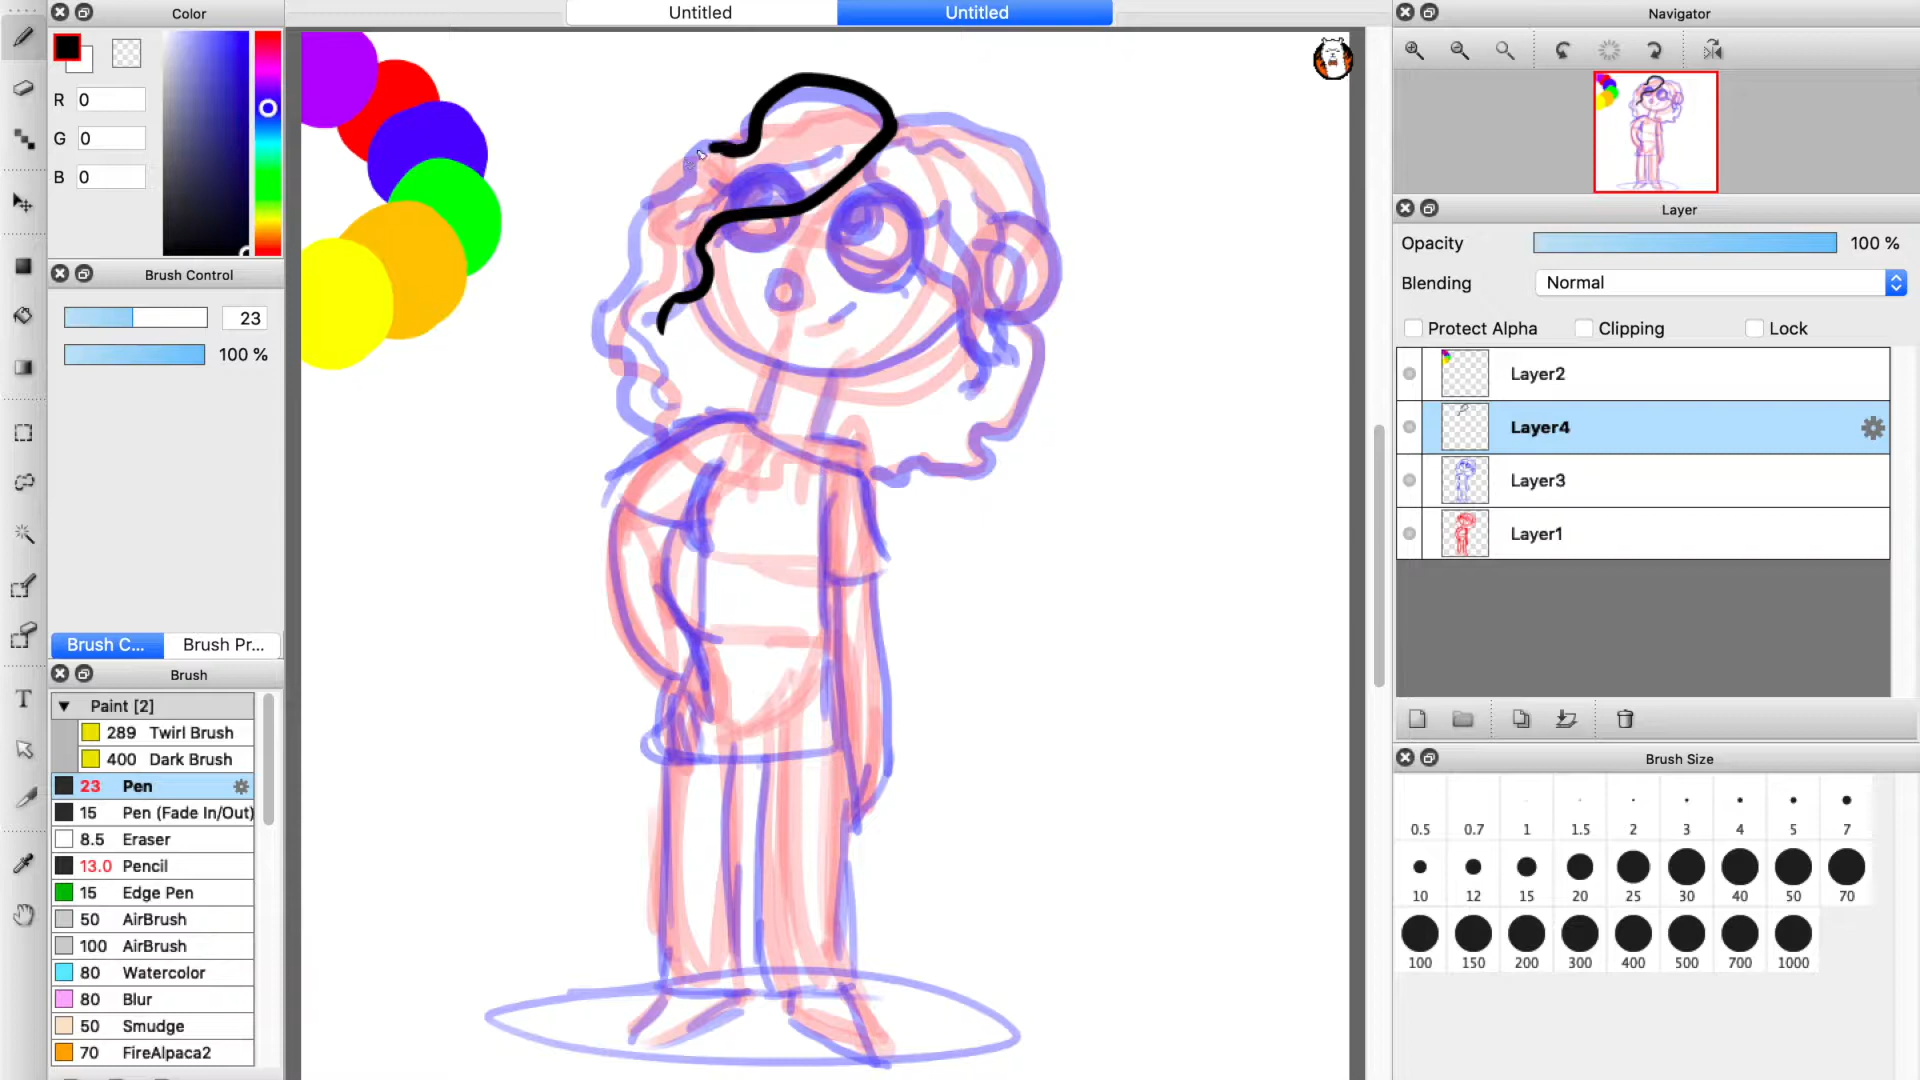 Color
Untitled
Untitled
Navigator
R 0
G 0
B 0
Brush Control
23
100 %
Brush C...
Brush Pr...
Brush
Paint [2]
289 Twirl Brush
400 Dark Brush
23 Pen
15 Pen (Fade In/Out)
8.5 Eraser
13.0 Pencil
15 Edge Pen
50 AirBrush
100 AirBrush
80 Watercolor
80 Blur
50 Smudge
70 FireAlpaca2
Layer
Opacity 100 %
Blending Normal
Protect Alpha Clipping Lock
Layer2
Layer4
Layer3
Layer1
Brush Size
0.5 0.7 1 1.5 2 3 4 5 7
10 12 15 20 25 30 40 50 70
100 150 200 300 400 500 700 1000
T